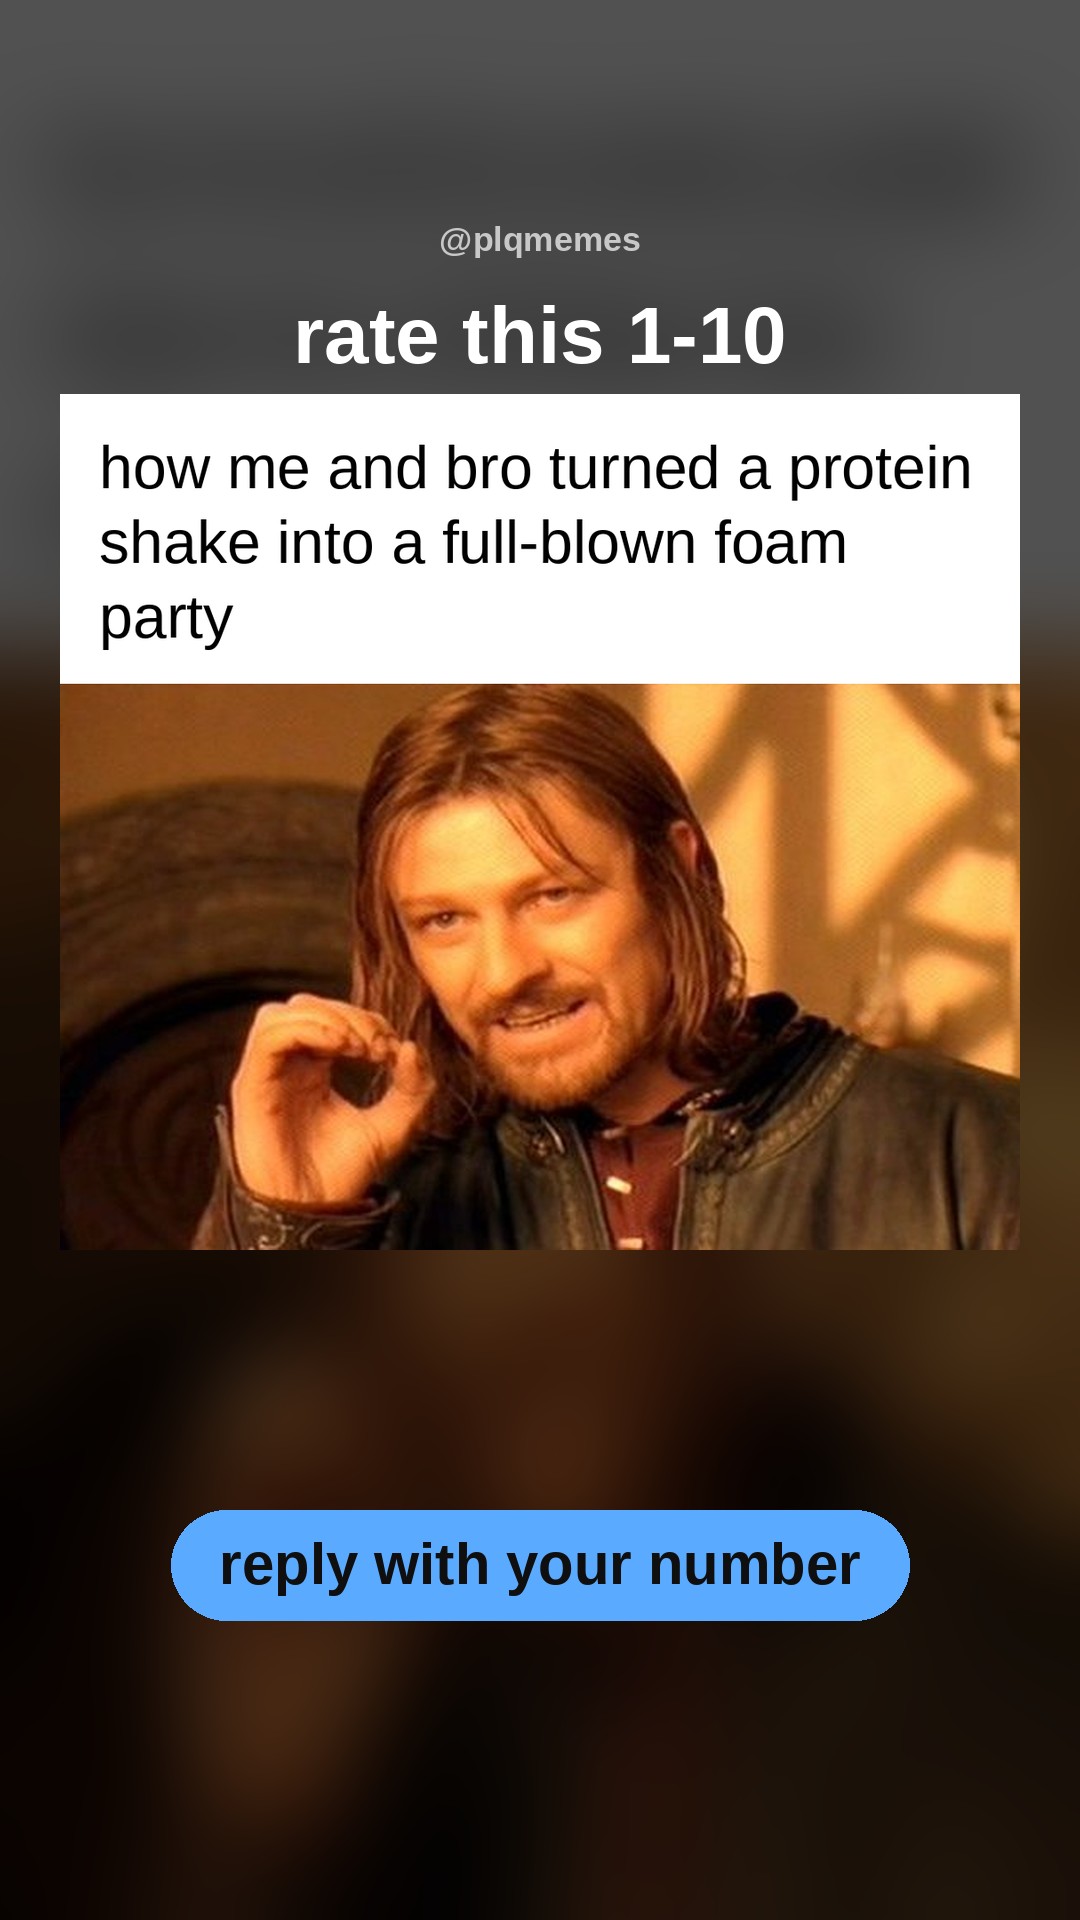 @plqmemes
rate this 1-10
how me and bro turned a protein
shake into a full-blown foam
party
reply with your number